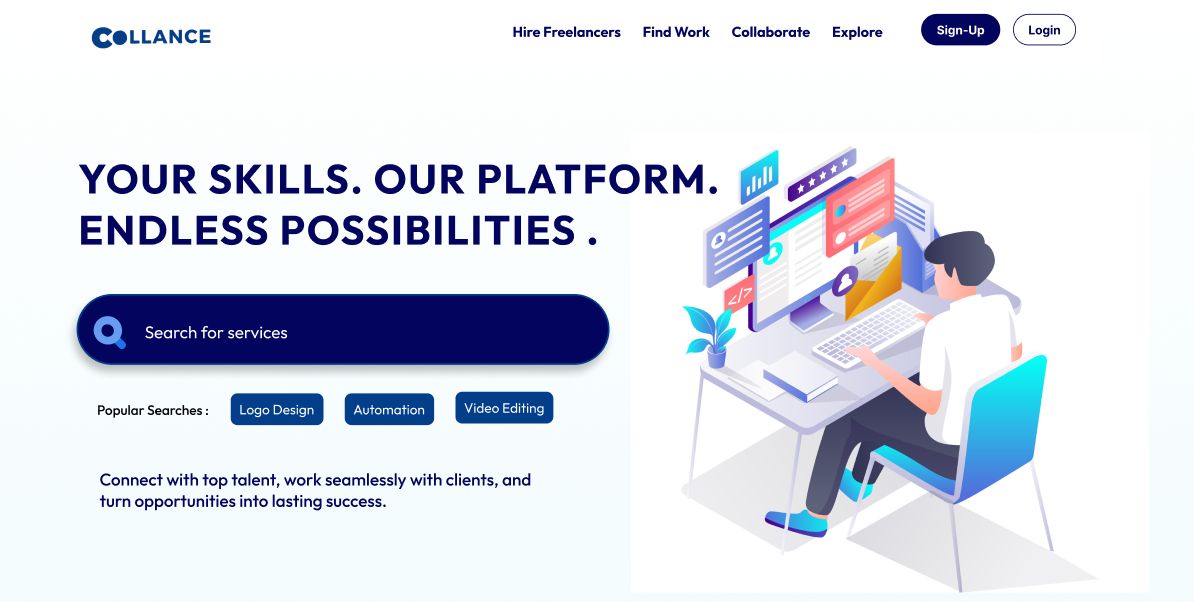 COLLANCE
Hire Freelancers Find Work Collaborate Explore Sign-Up Login
YOUR SKILLS. OUR PLATFORM.
ENDLESS POSSIBILITIES .
Search for services
Popular Searches : Logo Design Automation Video Editing
Connect with top talent, work seamlessly with clients, and
turn opportunities into lasting success.
</>